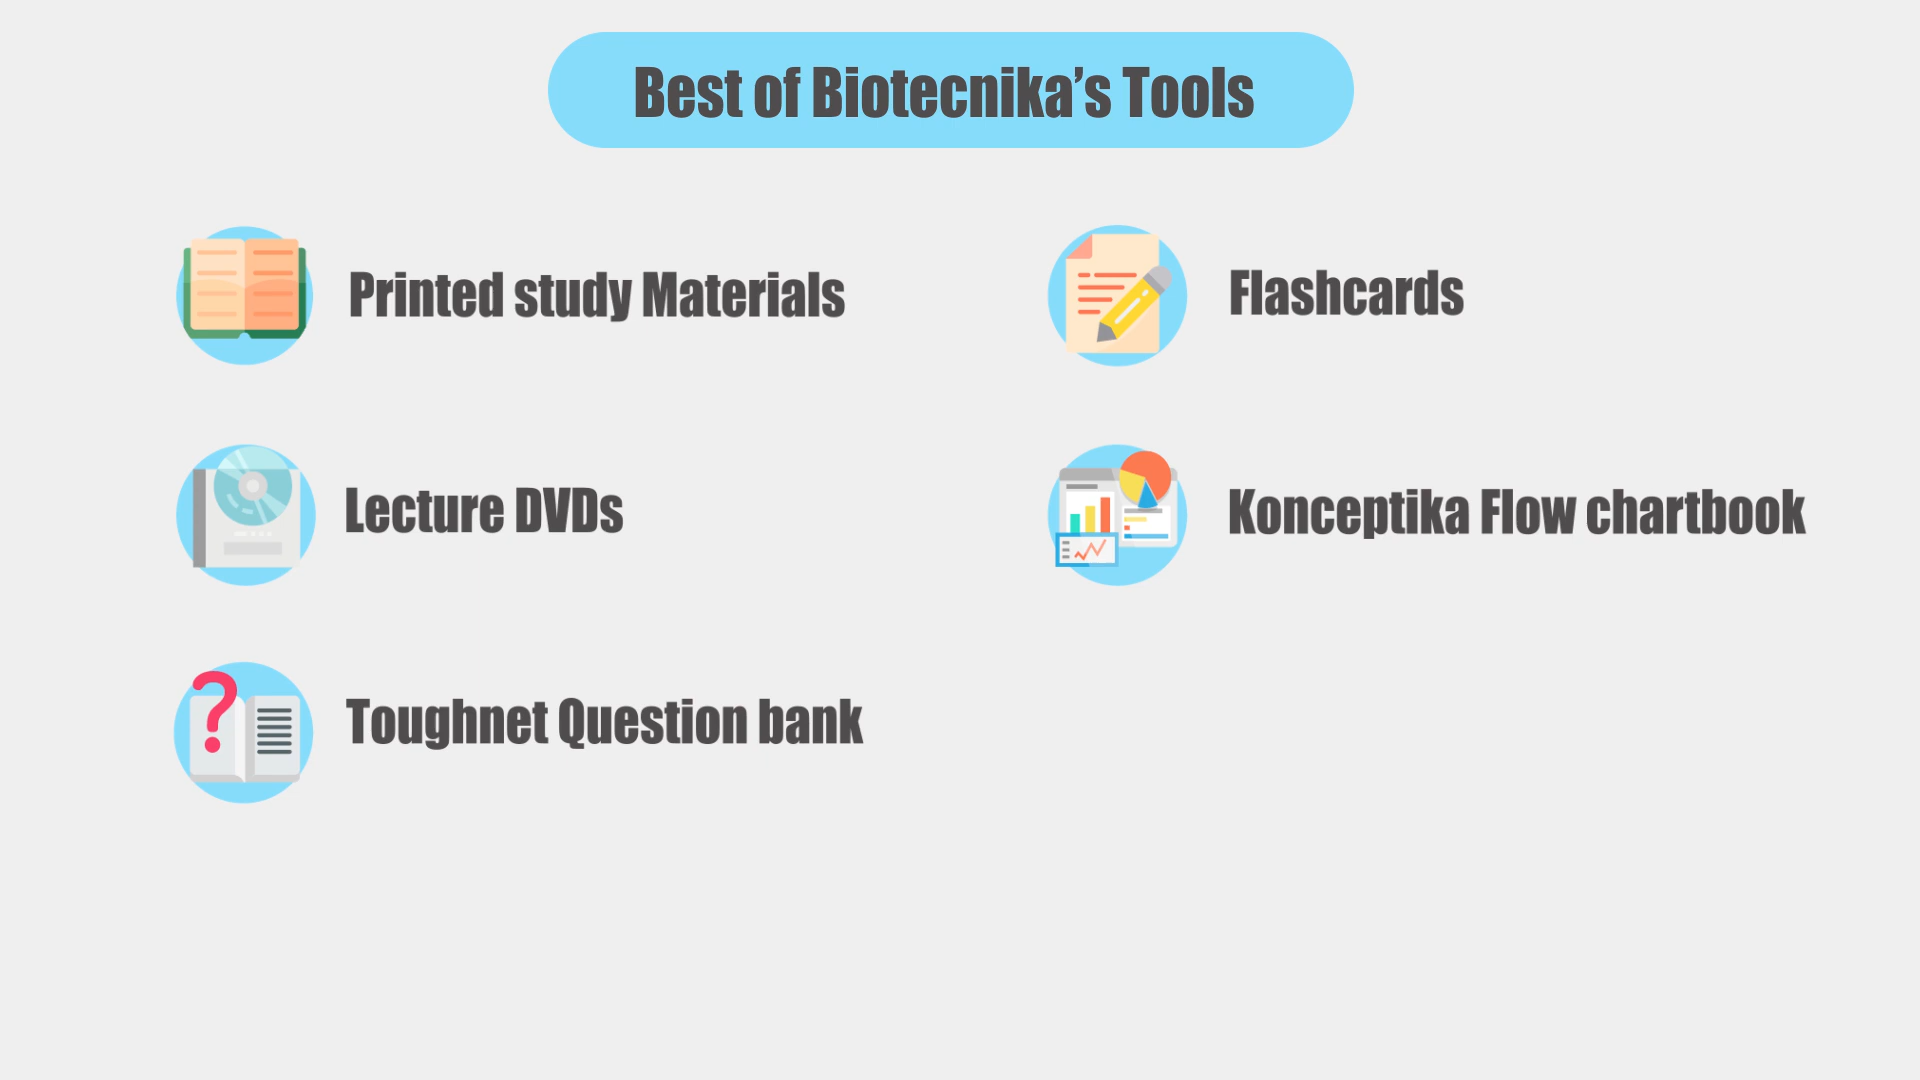 Best of Biotecnika’s Tools
Printed study Materials
Flashcards
Lecture DVDs
Konceptika Flow chartbook
Toughnet Question bank